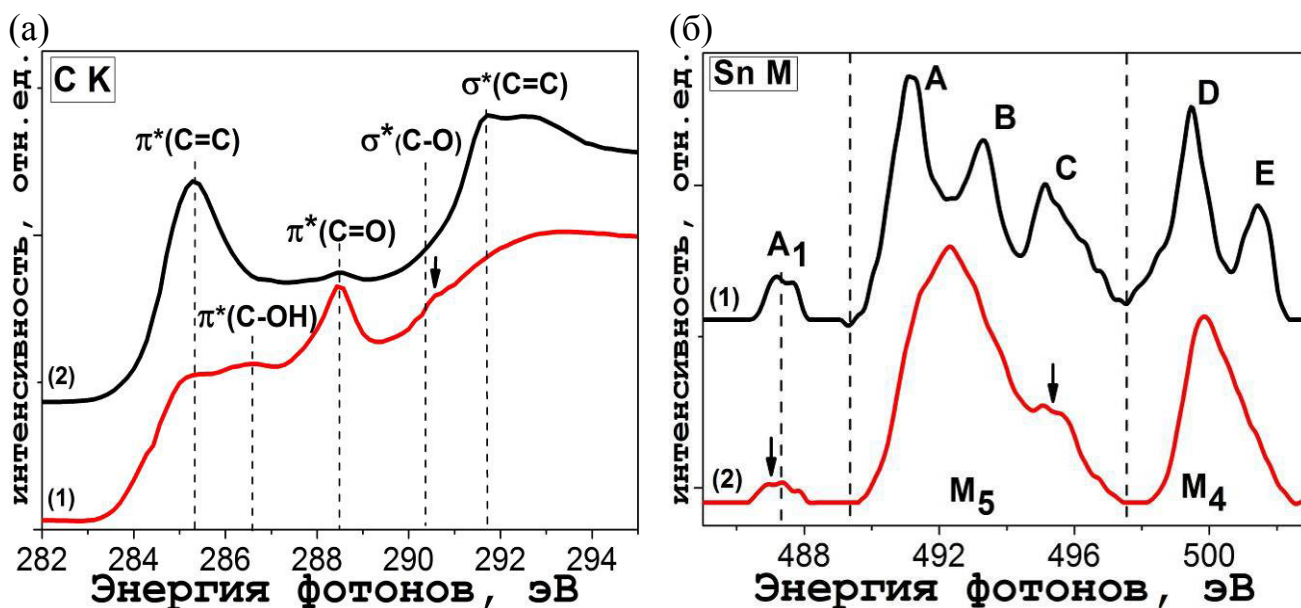 (а)
C K
π*(C=C)
π*(C-OH)
π*(C=O)
σ*(C-O)
σ*(C=C)
(2)
(1)
интенсивность, отн.ед.
282 284 286 288 290 292 294
Энергия фотонов, эВ
(б)
Sn M
A1
A
B
C
D
E
(1)
(2)
M5
M4
интенсивность, отн.ед.
488 492 496 500
Энергия фотонов, эВ